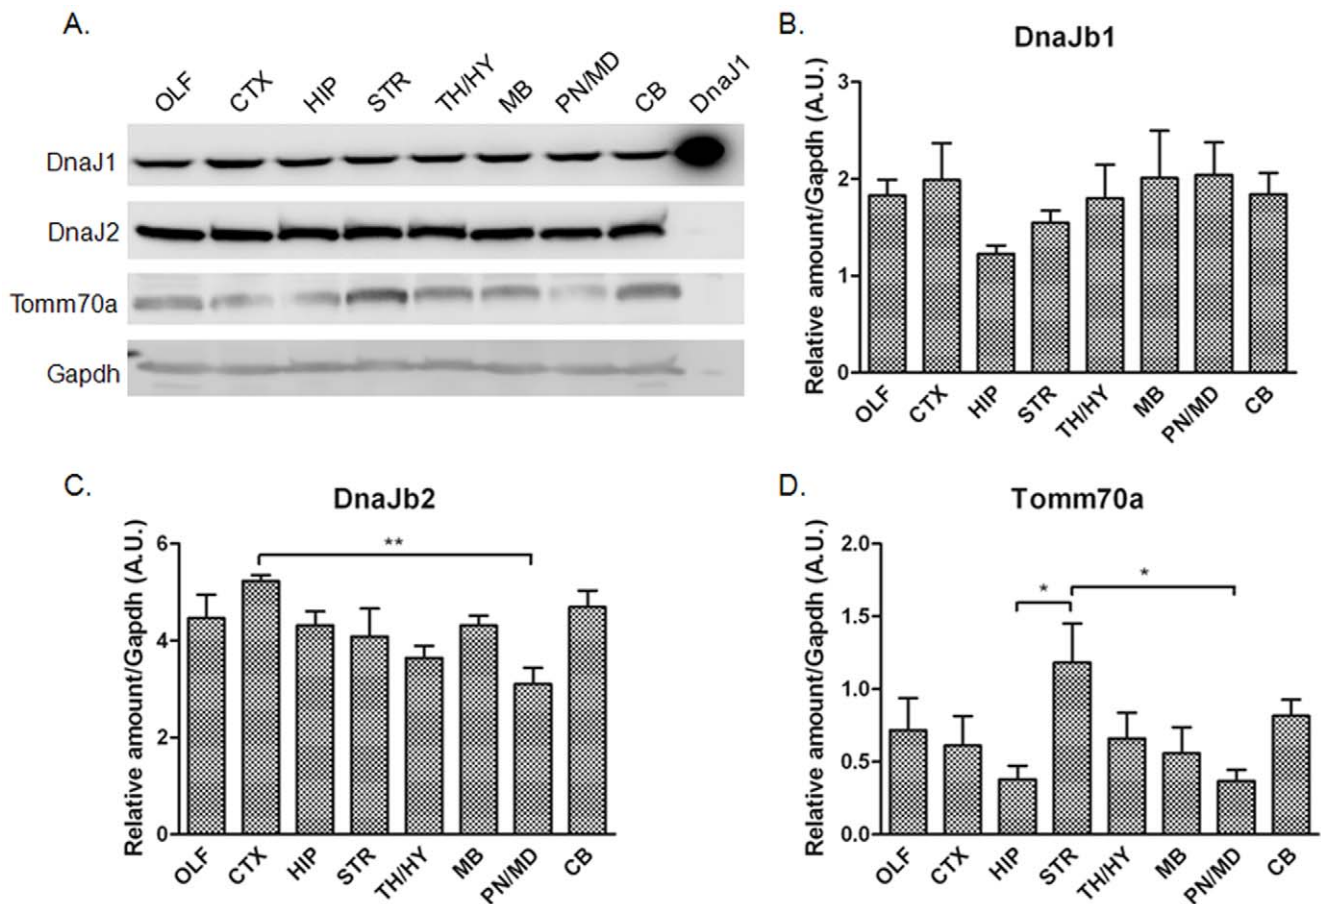 A.
OLF CTX HIP STR TH/HY MB PN/MD CB DnaJ1
DnaJ1
DnaJ2
Tomm70a
Gapdh
B.
DnaJb1
Relative amount/Gapdh (A.U.)
3
2
1
0
OLF CTX HIP STR TH/HY MB PN/MD CB
C.
DnaJb2
Relative amount/Gapdh (A.U.)
6
4
2
0
**
OLF CTX HIP STR TH/HY MB PN/MD CB
D.
Tomm70a
Relative amount/Gapdh (A.U.)
2.0
1.5
1.0
0.5
0.0
* *
OLF CTX HIP STR TH/HY MB PN/MD CB